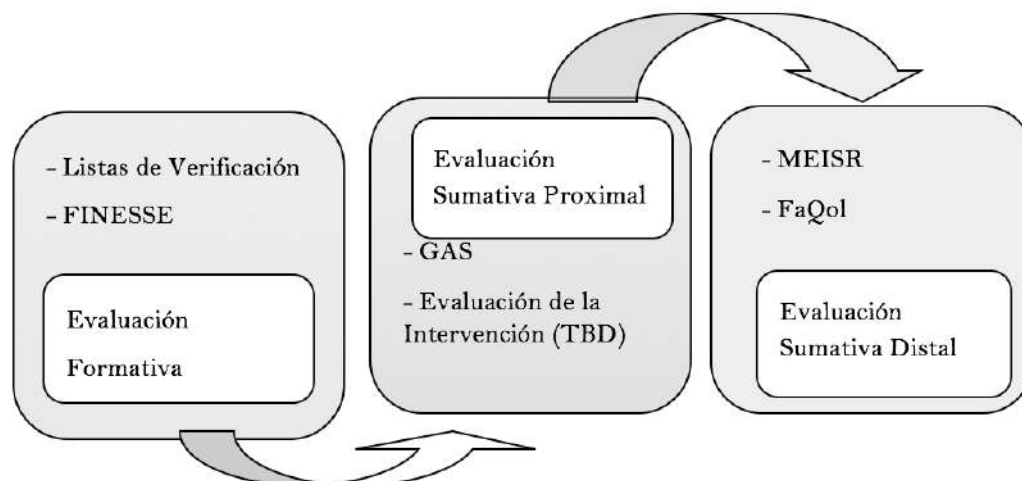 - Listas de Verificación
- FINESSE
Evaluación
Formativa
Evaluación
Sumativa Proximal
- GAS
- Evaluación de la
Intervención (TBD)
- MEISR
- FaQol
Evaluación
Sumativa Distal